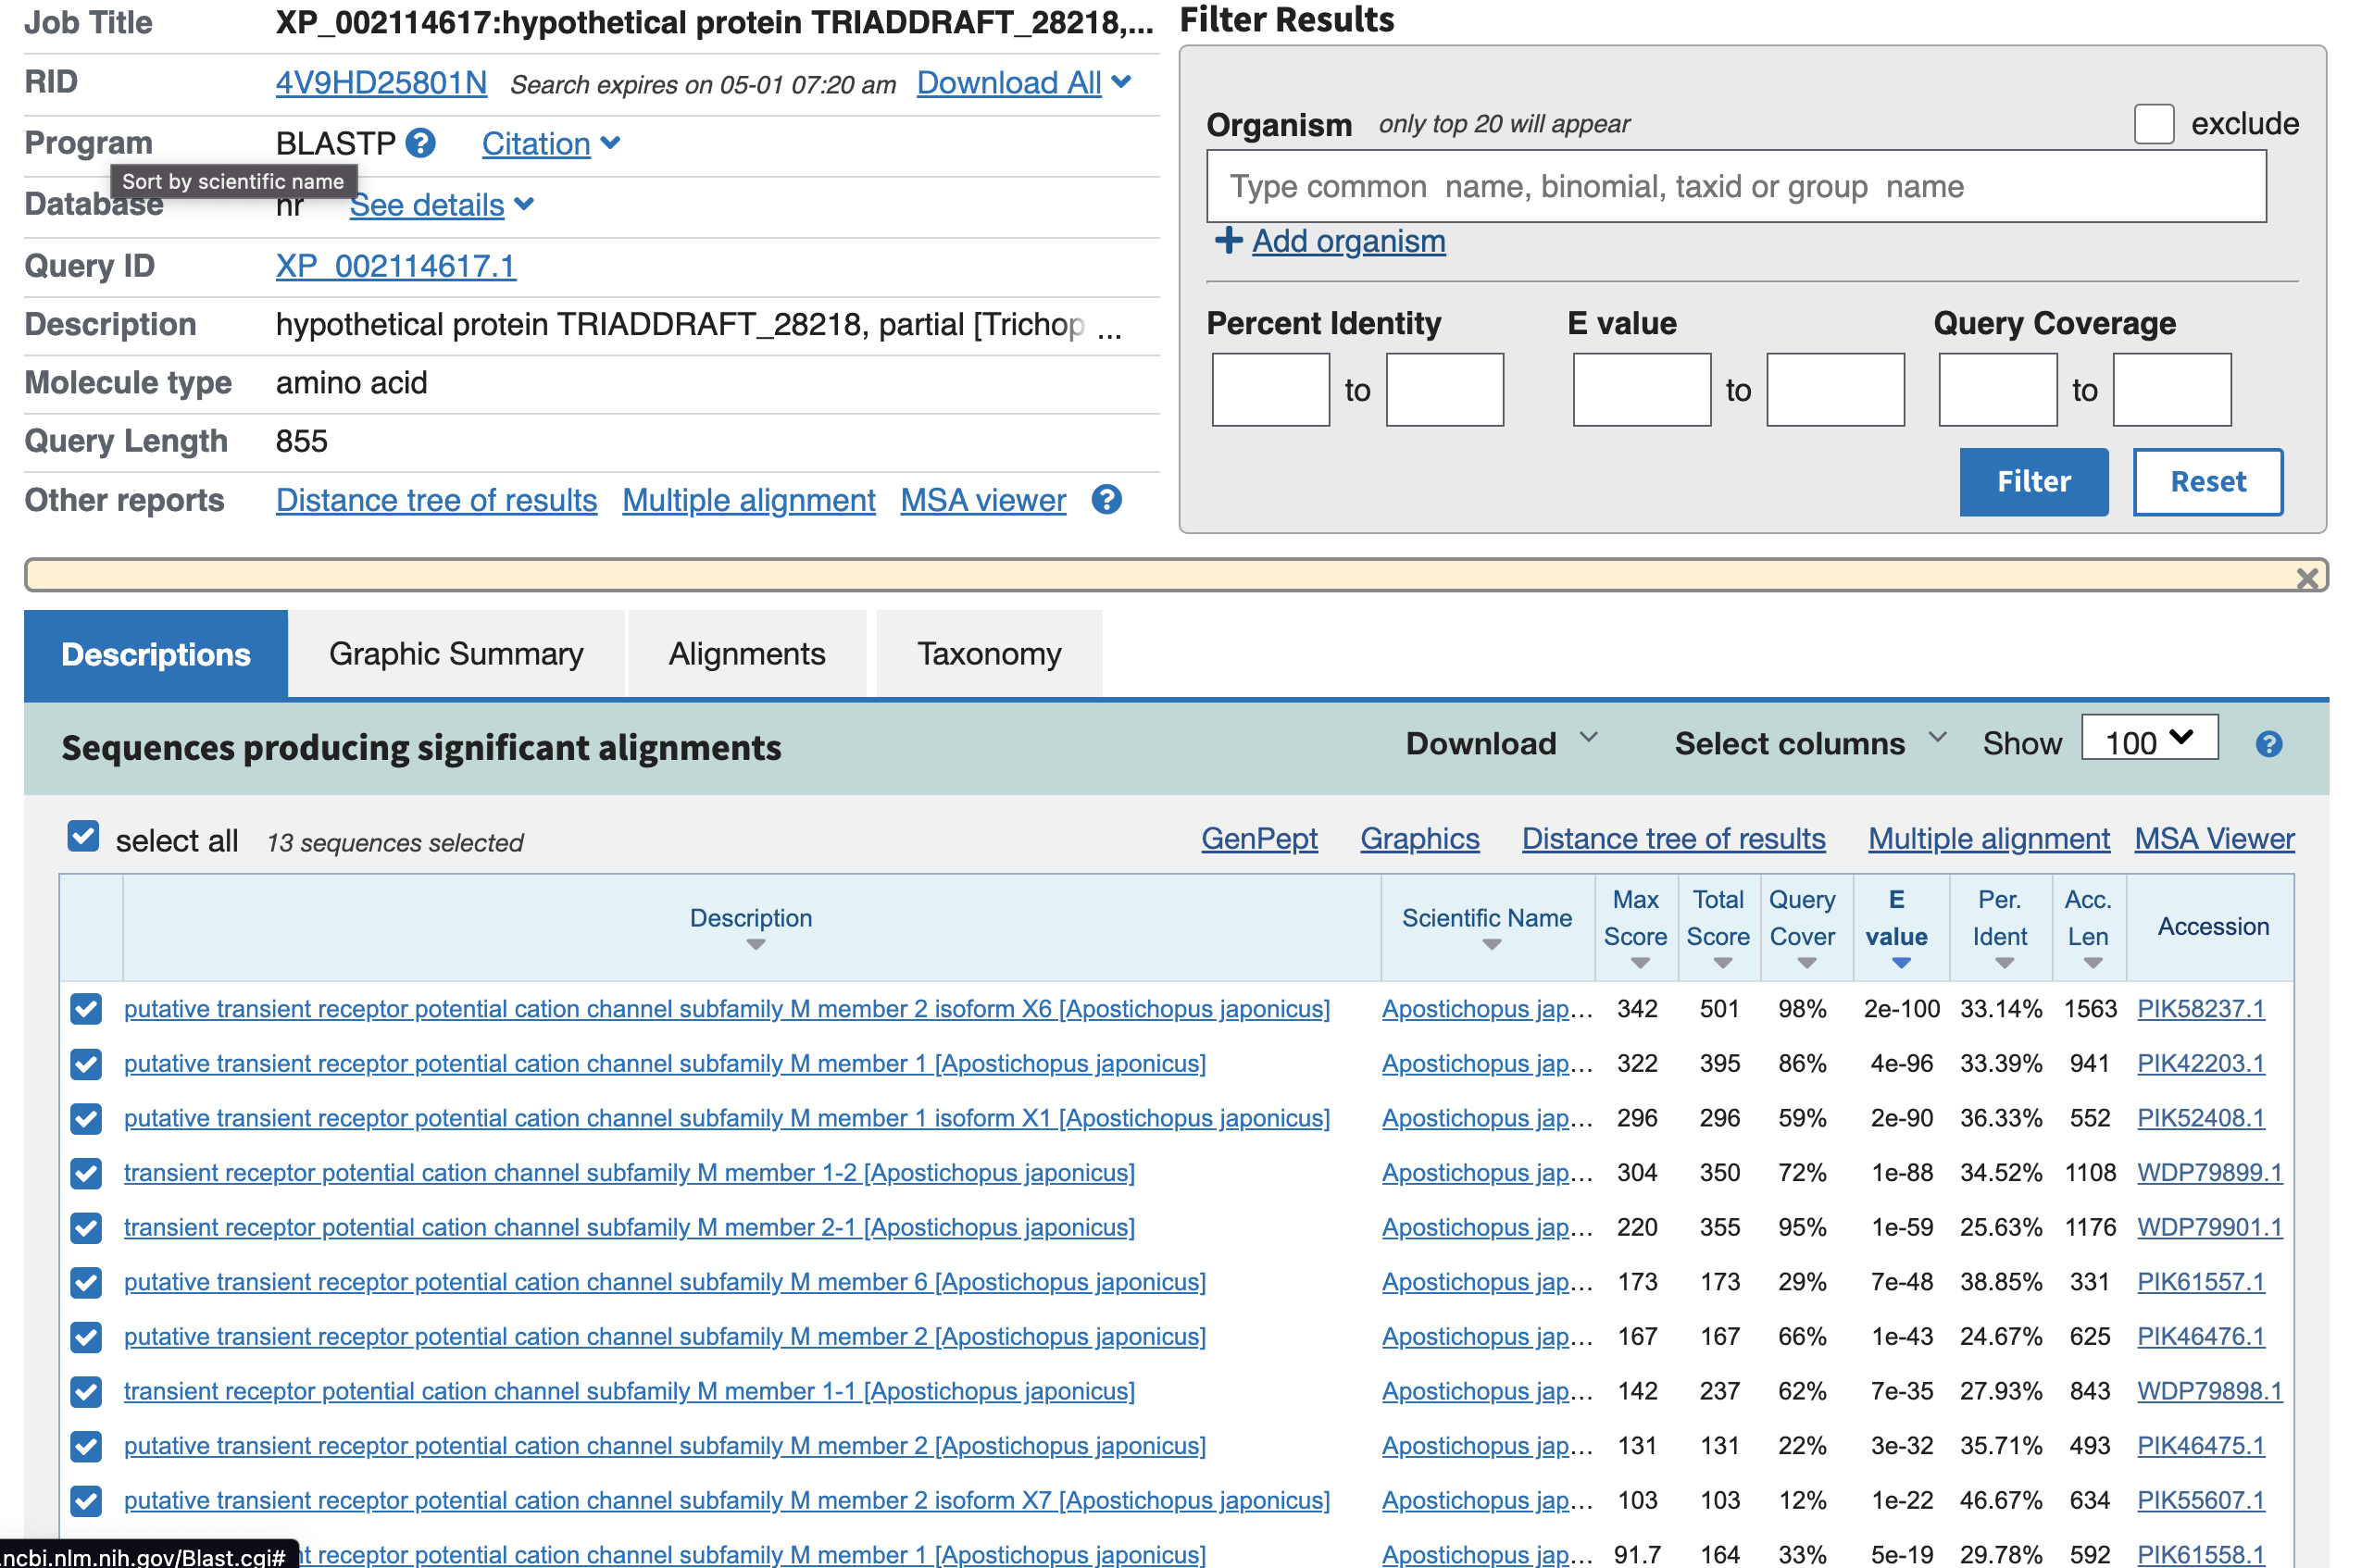 Job Title XP_002114617:hypothetical protein TRIADDRAFT_28218,...
RID 4V9HD25801N Search expires on 05-01 07:20 am Download All
Program BLASTP ? Citation
Sort by scientific name
Database nr See details
Query ID XP_002114617.1
Description hypothetical protein TRIADDRAFT_28218, partial [Trichop ...
Molecule type amino acid
Query Length 855
Other reports Distance tree of results Multiple alignment MSA viewer ?
Filter Results
Organism only top 20 will appear exclude
Type common name, binomial, taxid or group name
+ Add organism
Percent Identity E value Query Coverage
to to to
Filter Reset
Descriptions Graphic Summary Alignments Taxonomy
Sequences producing significant alignments Download Select columns Show 100 ?
select all 13 sequences selected GenPept Graphics Distance tree of results Multiple alignment MSA Viewer
Description Scientific Name Max Score Total Score Query Cover E value Per. Ident Acc. Len Accession
putative transient receptor potential cation channel subfamily M member 2 isoform X6 [Apostichopus japonicus] Apostichopus jap... 342 501 98% 2e-100 33.14% 1563 PIK58237.1
putative transient receptor potential cation channel subfamily M member 1 [Apostichopus japonicus] Apostichopus jap... 322 395 86% 4e-96 33.39% 941 PIK42203.1
putative transient receptor potential cation channel subfamily M member 1 isoform X1 [Apostichopus japonicus] Apostichopus jap... 296 296 59% 2e-90 36.33% 552 PIK52408.1
transient receptor potential cation channel subfamily M member 1-2 [Apostichopus japonicus] Apostichopus jap... 304 350 72% 1e-88 34.52% 1108 WDP79899.1
transient receptor potential cation channel subfamily M member 2-1 [Apostichopus japonicus] Apostichopus jap... 220 355 95% 1e-59 25.63% 1176 WDP79901.1
putative transient receptor potential cation channel subfamily M member 6 [Apostichopus japonicus] Apostichopus jap... 173 173 29% 7e-48 38.85% 331 PIK61557.1
putative transient receptor potential cation channel subfamily M member 2 [Apostichopus japonicus] Apostichopus jap... 167 167 66% 1e-43 24.67% 625 PIK46476.1
transient receptor potential cation channel subfamily M member 1-1 [Apostichopus japonicus] Apostichopus jap... 142 237 62% 7e-35 27.93% 843 WDP79898.1
putative transient receptor potential cation channel subfamily M member 2 [Apostichopus japonicus] Apostichopus jap... 131 131 22% 3e-32 35.71% 493 PIK46475.1
putative transient receptor potential cation channel subfamily M member 2 isoform X7 [Apostichopus japonicus] Apostichopus jap... 103 103 12% 1e-22 46.67% 634 PIK55607.1
nt receptor potential cation channel subfamily M member 1 [Apostichopus japonicus] Apostichopus jap... 91.7 164 33% 5e-19 29.78% 592 PIK61558.1
.ncbi.nlm.nih.gov/Blast.cgi#